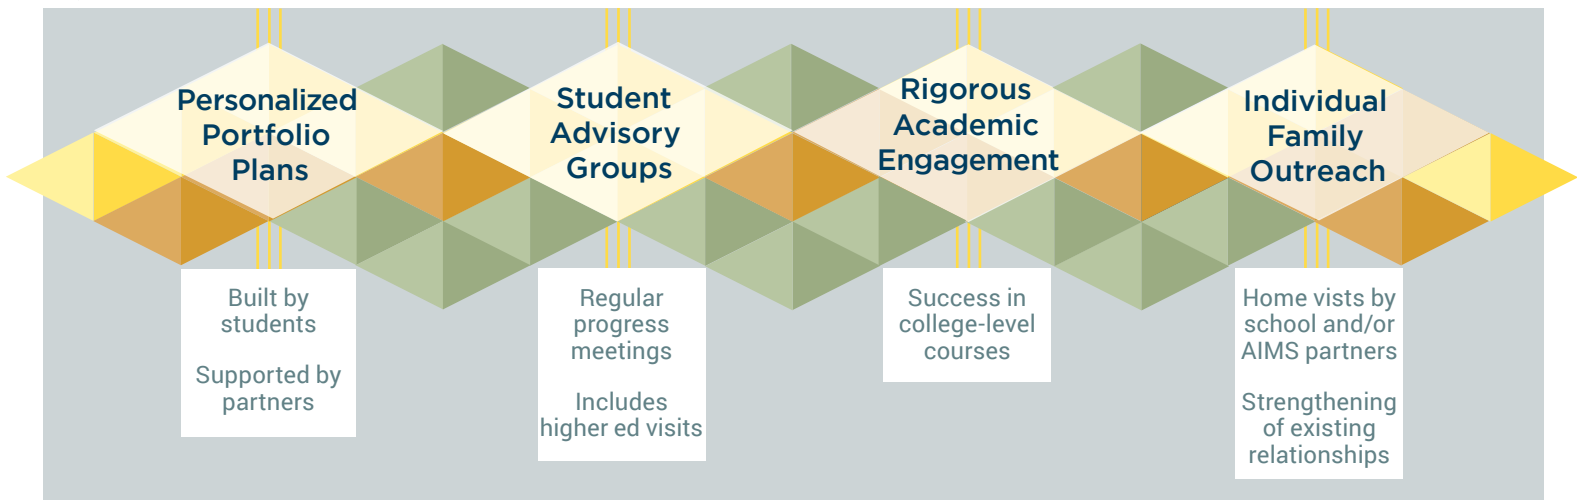 Personalized
Portfolio
Plans
Built by
students
Supported by
partners
Student
Advisory
Groups
Regular
progress
meetings
Includes
higher ed visits
Rigorous
Academic
Engagement
Success in
college-level
courses
Individual
Family
Outreach
Home vists by
school and/or
AIMS partners
Strengthening
of existing
relationships